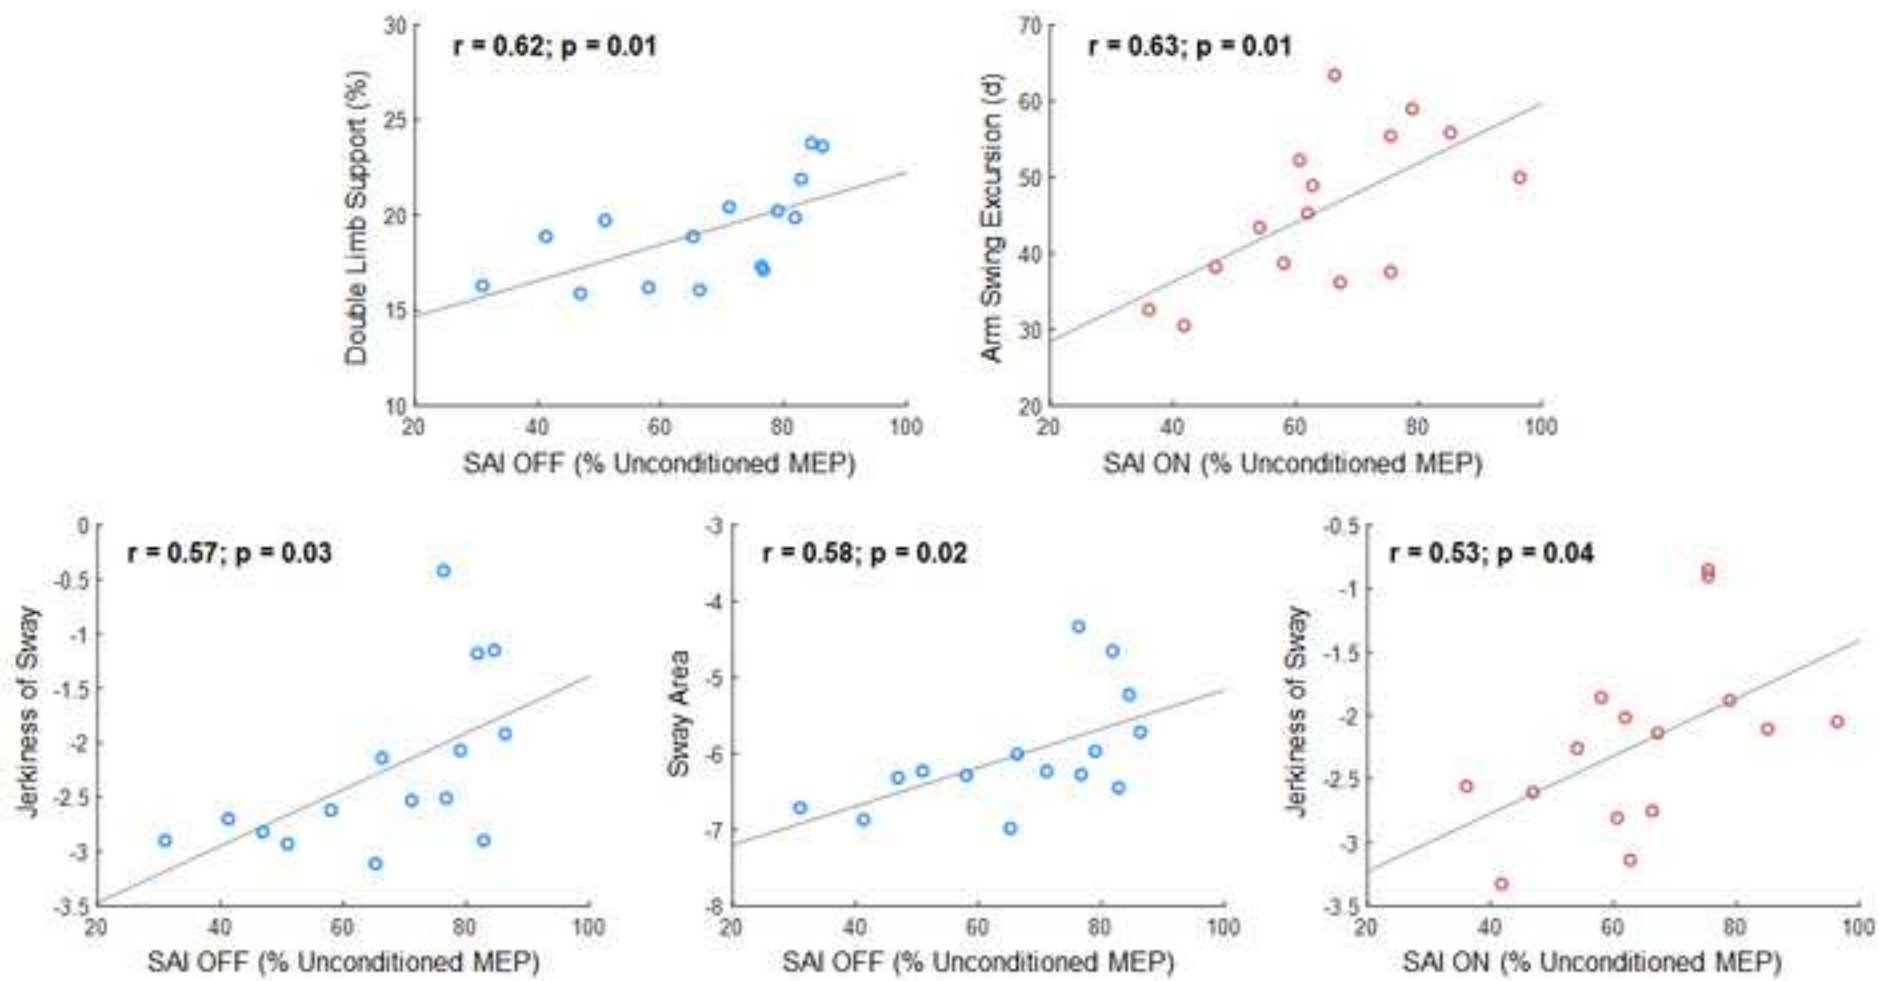 r = 0.62; p = 0.01
Double Limb Support (%)
30
25
20
15
10
20 40 60 80 100
SAI OFF (% Unconditioned MEP)
r = 0.63; p = 0.01
Arm Swing Excursion (d)
70
60
50
40
30
20
20 40 60 80 100
SAI ON (% Unconditioned MEP)
r = 0.57; p = 0.03
Jerkiness of Sway
0
-0.5
-1
-1.5
-2
-2.5
-3
-3.5
20 40 60 80 100
SAI OFF (% Unconditioned MEP)
r = 0.58; p = 0.02
Sway Area
-3
-4
-5
-6
-7
-8
20 40 60 80 100
SAI OFF (% Unconditioned MEP)
r = 0.53; p = 0.04
Jerkiness of Sway
-0.5
-1
-1.5
-2
-2.5
-3
-3.5
20 40 60 80 100
SAI ON (% Unconditioned MEP)